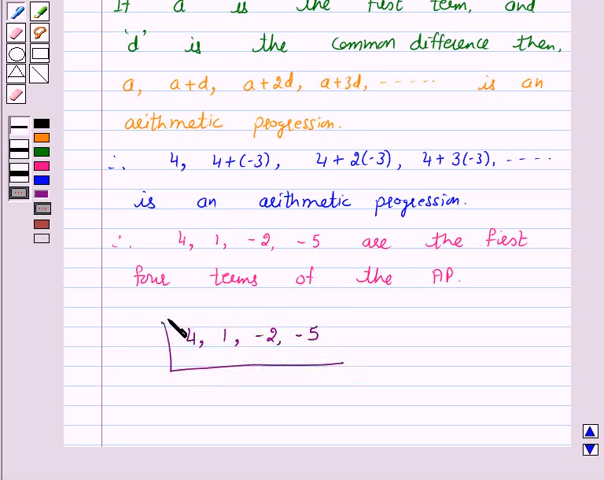 If a is the first term, and
'd' is the common difference then,
a, a+d, a+2d, a+3d, ------ is an
arithmetic progression.
∴ 4, 4+(-3), 4+2(-3), 4+3(-3), ----
is an arithmetic progression.
∴ 4, 1, -2, -5 are the first
four terms of the AP.
4, 1, -2, -5